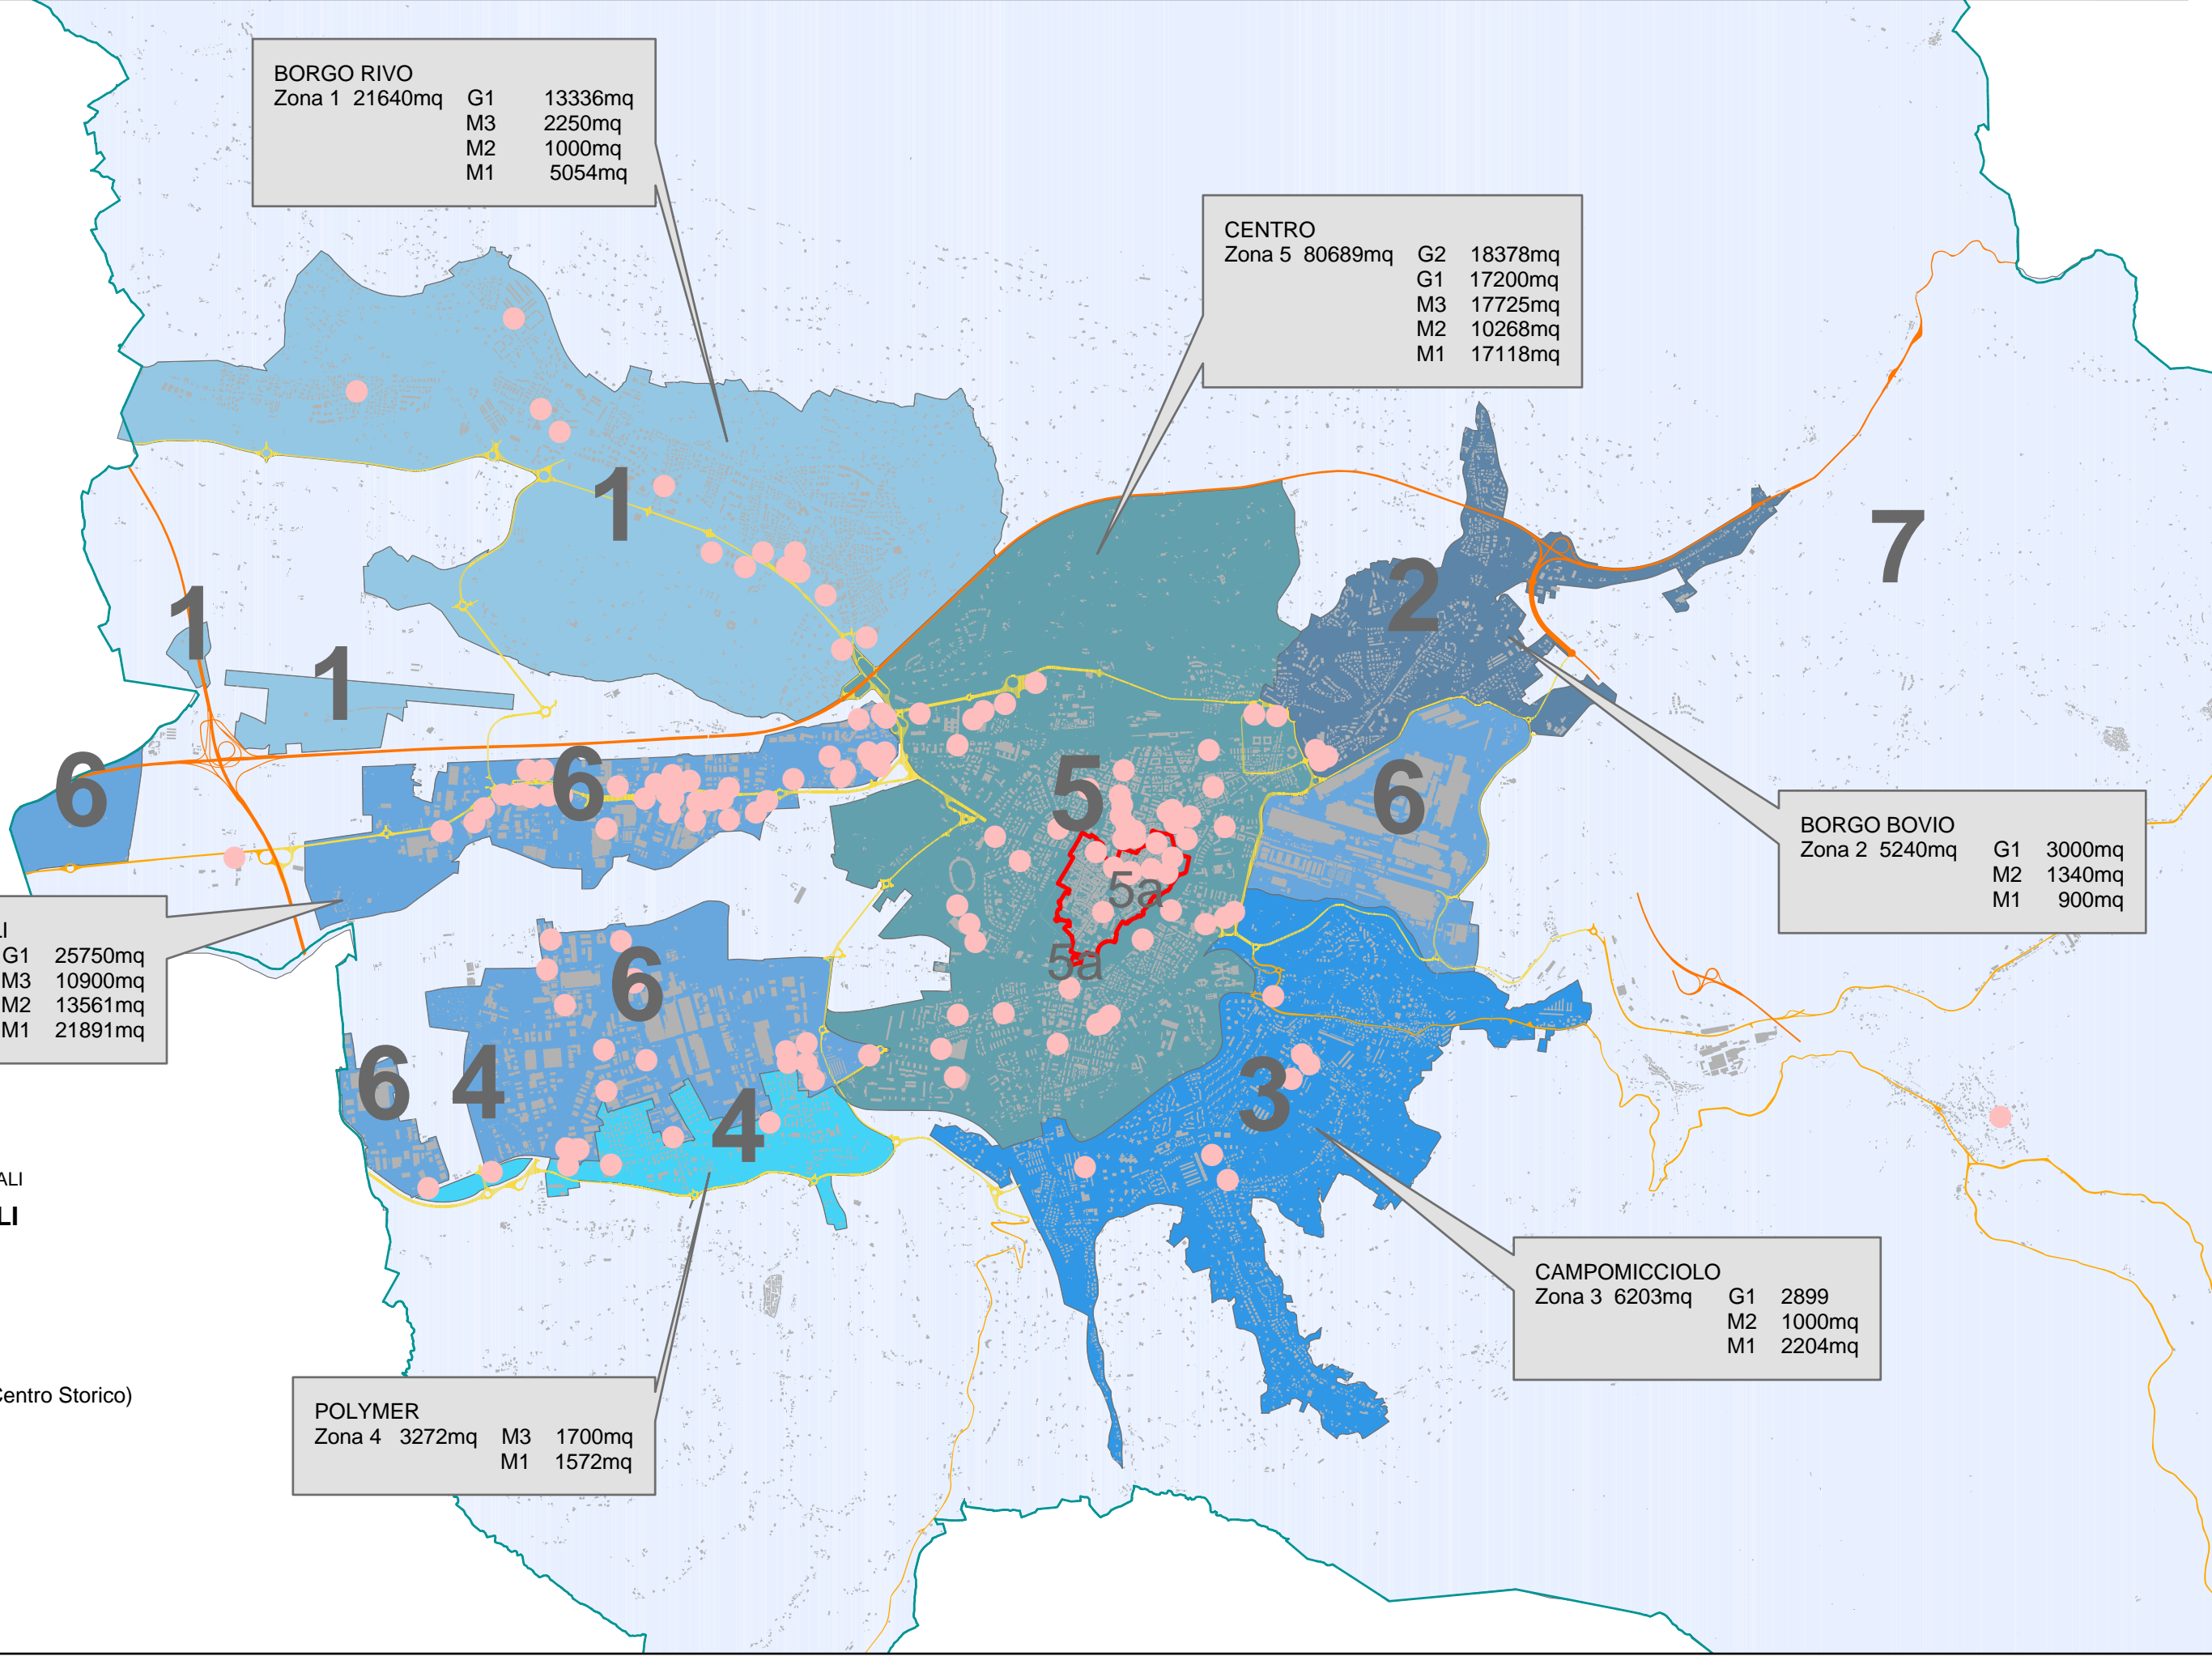 BORGO RIVO
Zona 1 21640mq G1 13336mq
M3 2250mq
M2 1000mq
M1 5054mq
CENTRO
Zona 5 80689mq G2 18378mq
G1 17200mq
M3 17725mq
M2 10268mq
M1 17118mq
1
7
2
1
1
6
6
5
6
BORGO BOVIO
Zona 2 5240mq G1 3000mq
M2 1340mq
M1 900mq
5a
5a
LI
G1 25750mq
M3 10900mq
M2 13561mq
M1 21891mq
6
6
4
4
3
ALI
LI
CAMPOMICCIOLO
Zona 3 6203mq G1 2899
M2 1000mq
M1 2204mq
Centro Storico)
POLYMER
Zona 4 3272mq M3 1700mq
M1 1572mq